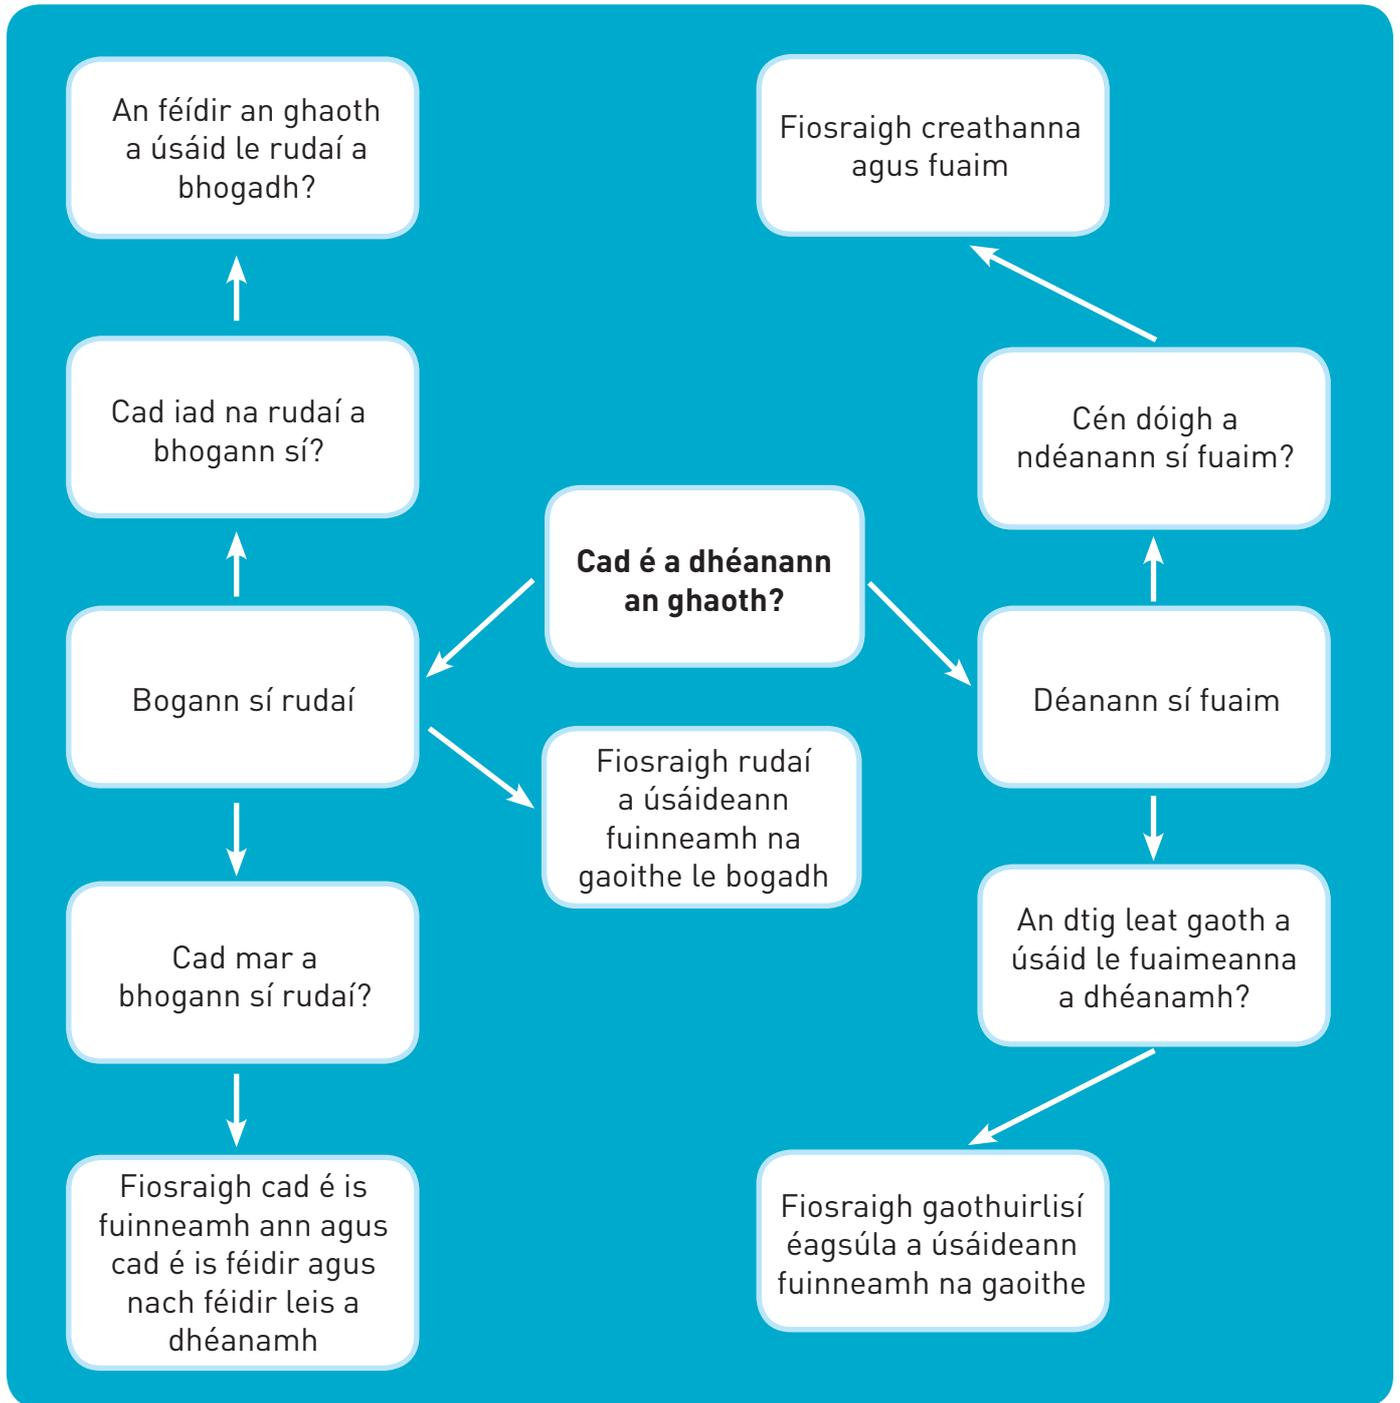 An féídir an ghaoth
a úsáid le rudaí a
bhogadh?
Fiosraigh creathanna
agus fuaim
Cad iad na rudaí a
bhogann sí?
Cén dóigh a
ndéanann sí fuaim?
Cad é a dhéanann
an ghaoth?
Bogann sí rudaí
Déanann sí fuaim
Fiosraigh rudaí
a úsáideann
fuinneamh na
gaoithe le bogadh
Cad mar a
bhogann sí rudaí?
An dtig leat gaoth a
úsáid le fuaimeanna
a dhéanamh?
Fiosraigh cad é is
fuinneamh ann agus
cad é is féidir agus
nach féidir leis a
dhéanamh
Fiosraigh gaothuirlisí
éagsúla a úsáideann
fuinneamh na gaoithe